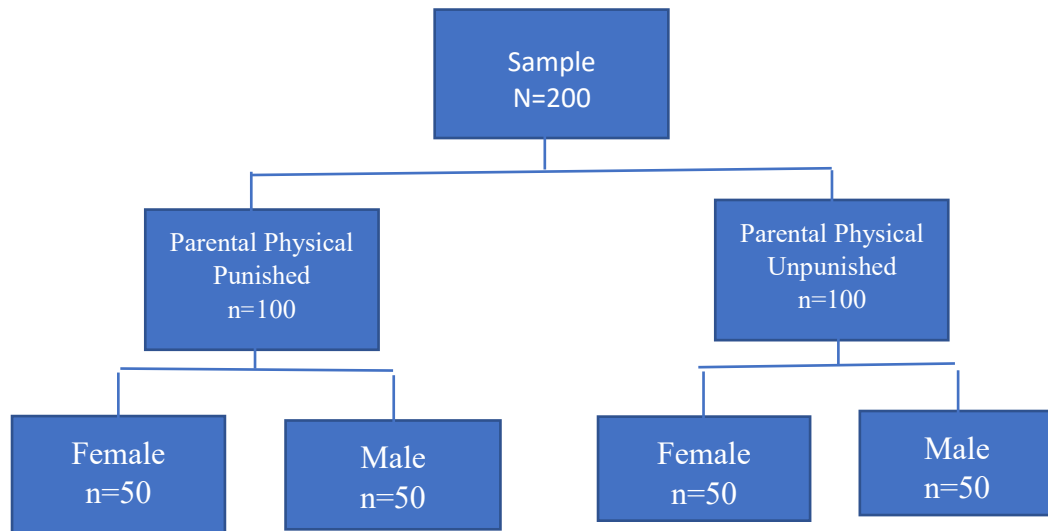 Sample
N=200
Parental Physical
Punished
n=100
Parental Physical
Unpunished
n=100
Female
n=50
Male
n=50
Female
n=50
Male
n=50